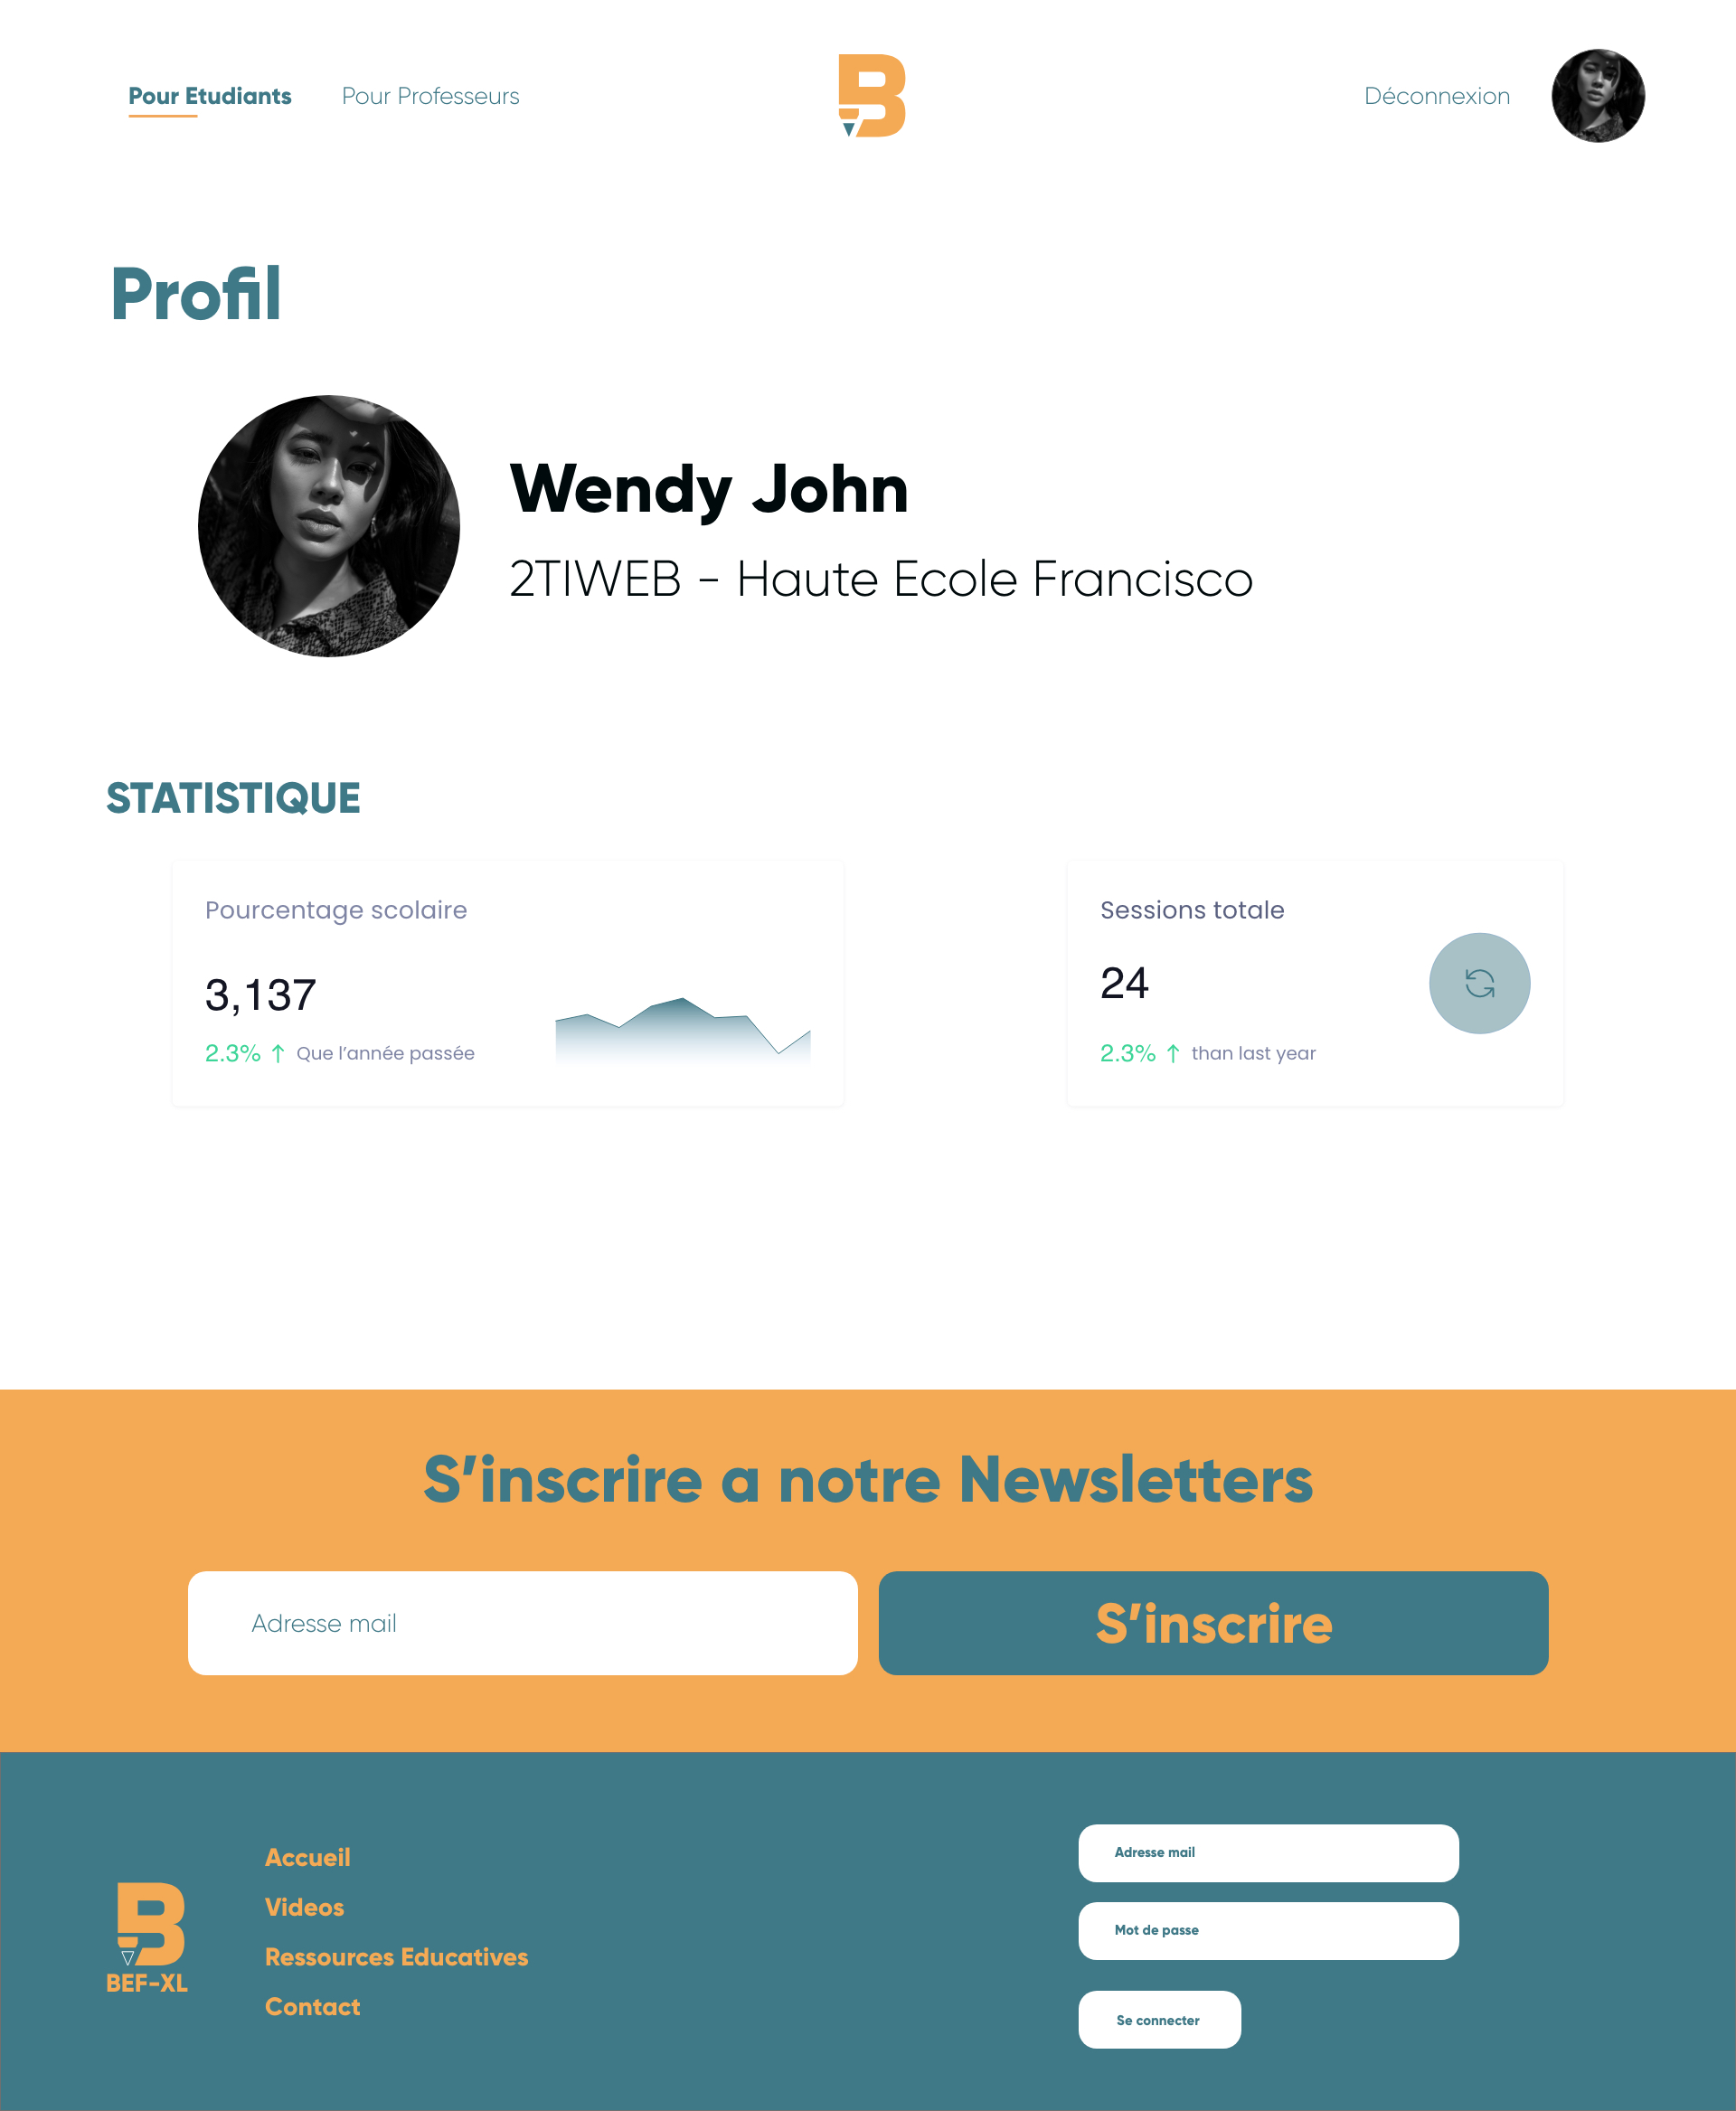 Pour Etudiants
Pour Professeurs
B
Déconnexion
Profil
Wendy John
2TIWEB - Haute Ecole Francisco
STATISTIQUE
Pourcentage scolaire
3,137
2.3% ↑ Que l’année passée
Sessions totale
24
2.3% ↑ than last year
S’inscrire a notre Newsletters
Adresse mail
S’inscrire
B
BEF-XL
Accueil
Videos
Ressources Educatives
Contact
Adresse mail
Mot de passe
Se connecter